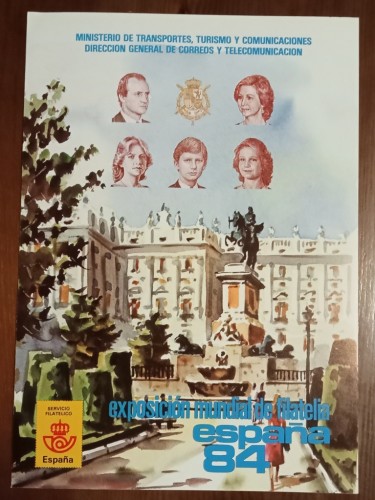 MINISTERIO DE TRANSPORTES, TURISMO Y COMUNICACIONES
DIRECCION GENERAL DE CORREOS Y TELECOMUNICACION
exposición mundial de filatelia
españa
84
SERVICIO
FILATELICO
España